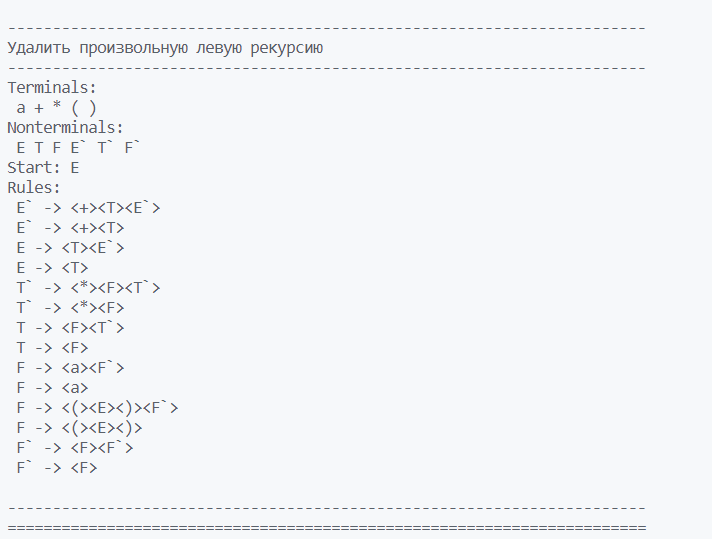 -----------------------------------------------------------------------
Удалить произвольную левую рекурсию
-----------------------------------------------------------------------
Terminals:
a + * ( )
Nonterminals:
E T F E` T` F`
Start: E
Rules:
E` -> <+><T><E`>
E` -> <+><T>
E -> <T><E`>
E -> <T>
T` -> <*><F><T`>
T` -> <*><F>
T -> <F><T`>
T -> <F>
F -> <a><F`>
F -> <a>
F -> <(><E><)><F`>
F -> <(><E><)>
F` -> <F><F`>
F` -> <F>
-----------------------------------------------------------------------
=======================================================================